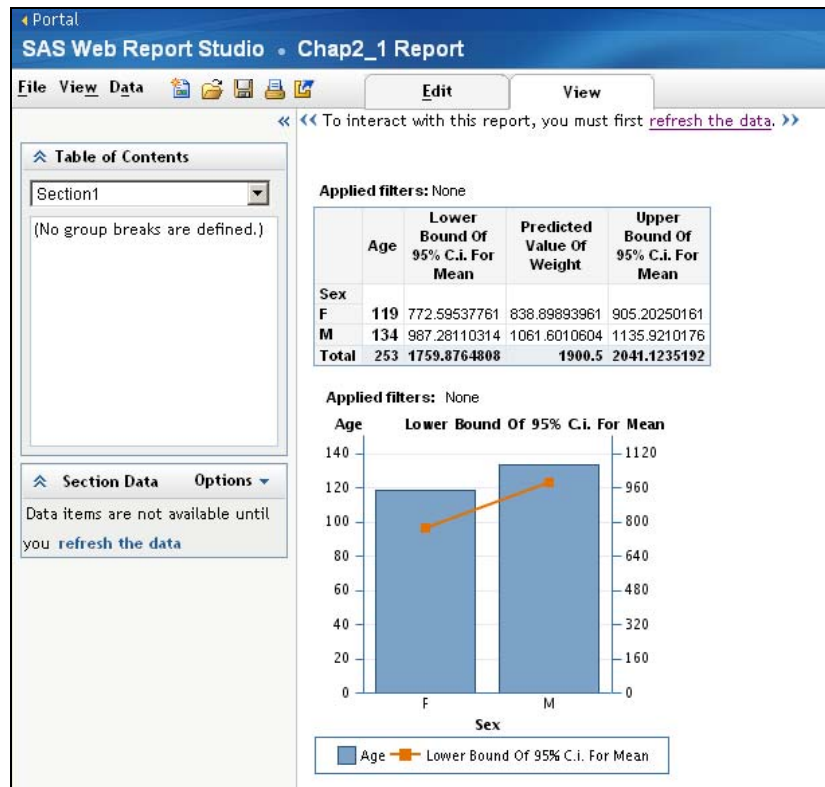 Portal
SAS Web Report Studio • Chap2_1 Report
File View Data Edit View
« « To interact with this report, you must first refresh the data. »
Table of Contents
Section1
(No group breaks are defined.)
Section Data Options
Data items are not available until
you refresh the data
Applied filters: None
Age Lower Bound Of 95% C.i. For Mean Predicted Value Of Weight Upper Bound Of 95% C.i. For Mean
Sex
F 119 772.59537761 838.89893961 905.20250161
M 134 987.28110314 1061.6010604 1135.9210176
Total 253 1759.8764808 1900.5 2041.1235192
Applied filters: None
Age Lower Bound Of 95% C.i. For Mean
140 1120
120 960
100 800
80 640
60 480
40 320
20 160
0 0
F M
Sex
Age Lower Bound Of 95% C.i. For Mean